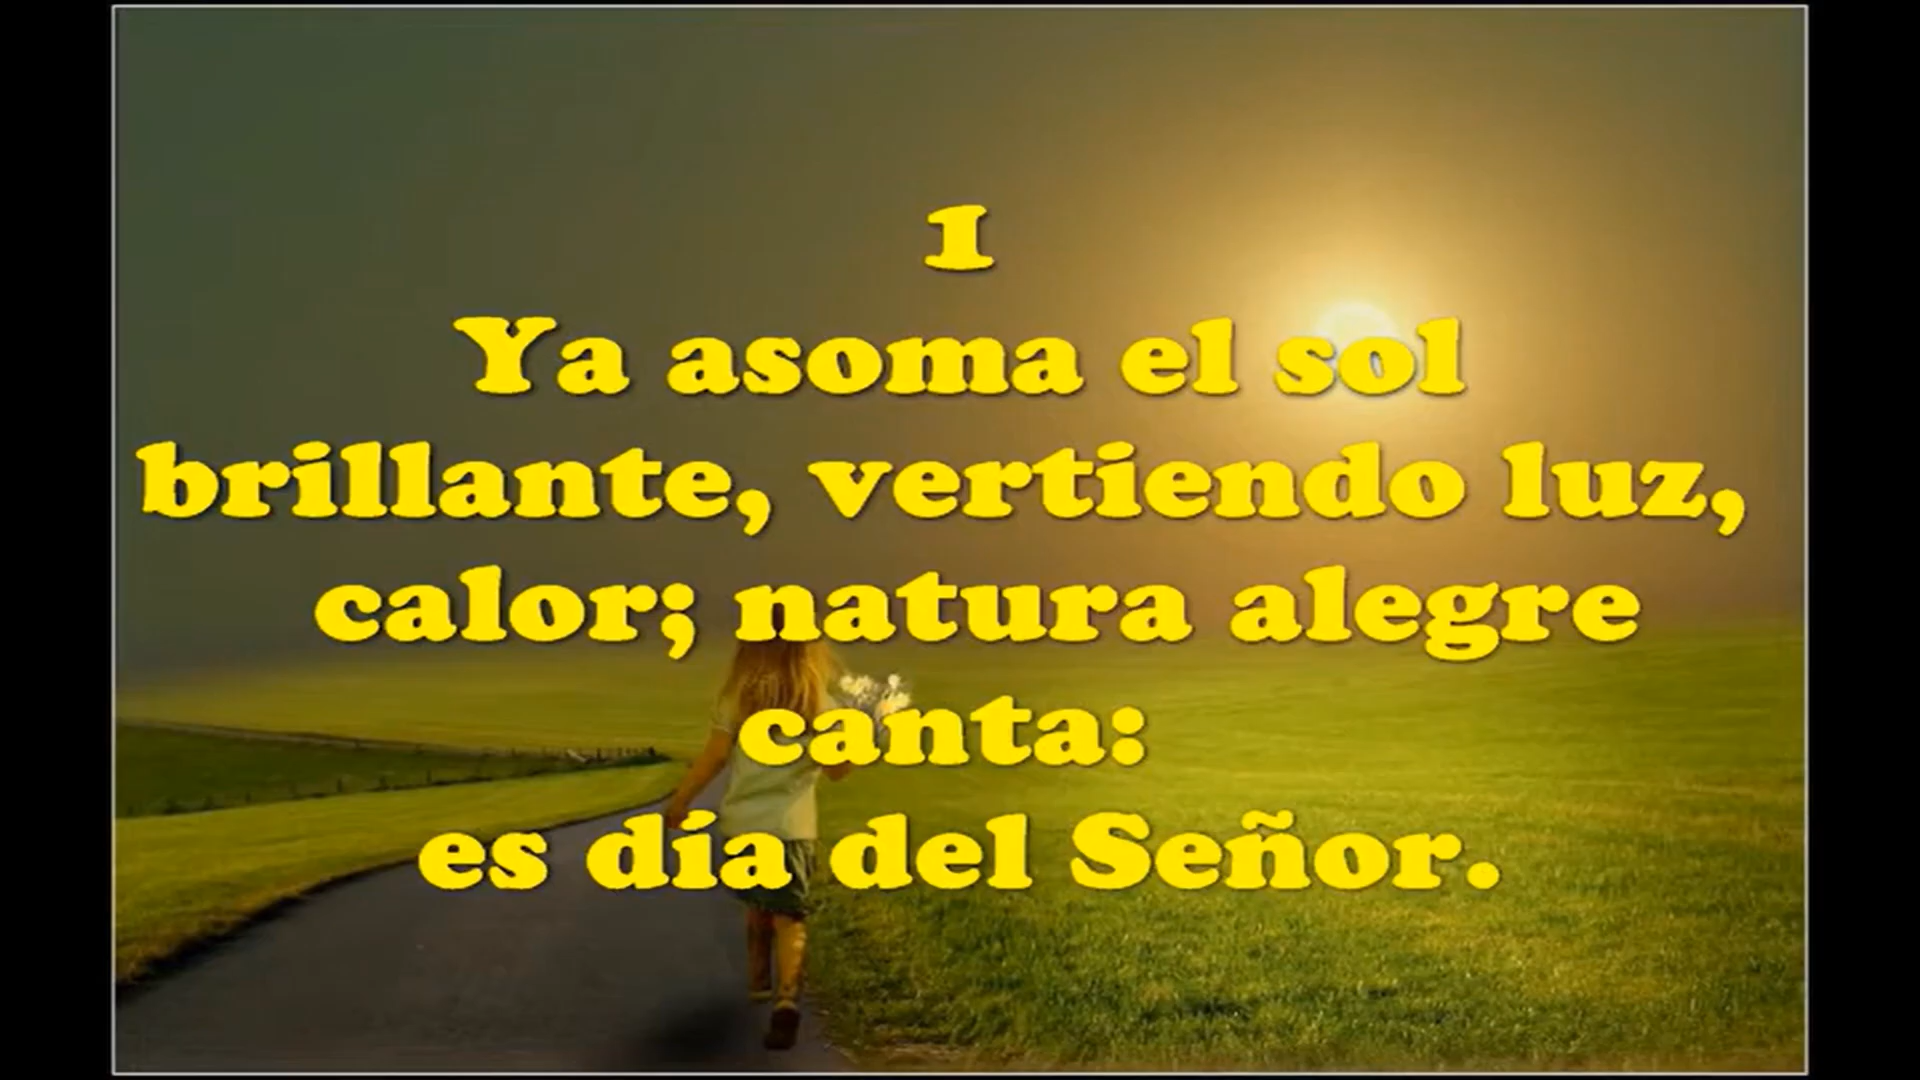 1
Ya asoma el sol
brillante, vertiendo luz,
calor; natura alegre
canta:
es día del Señor.